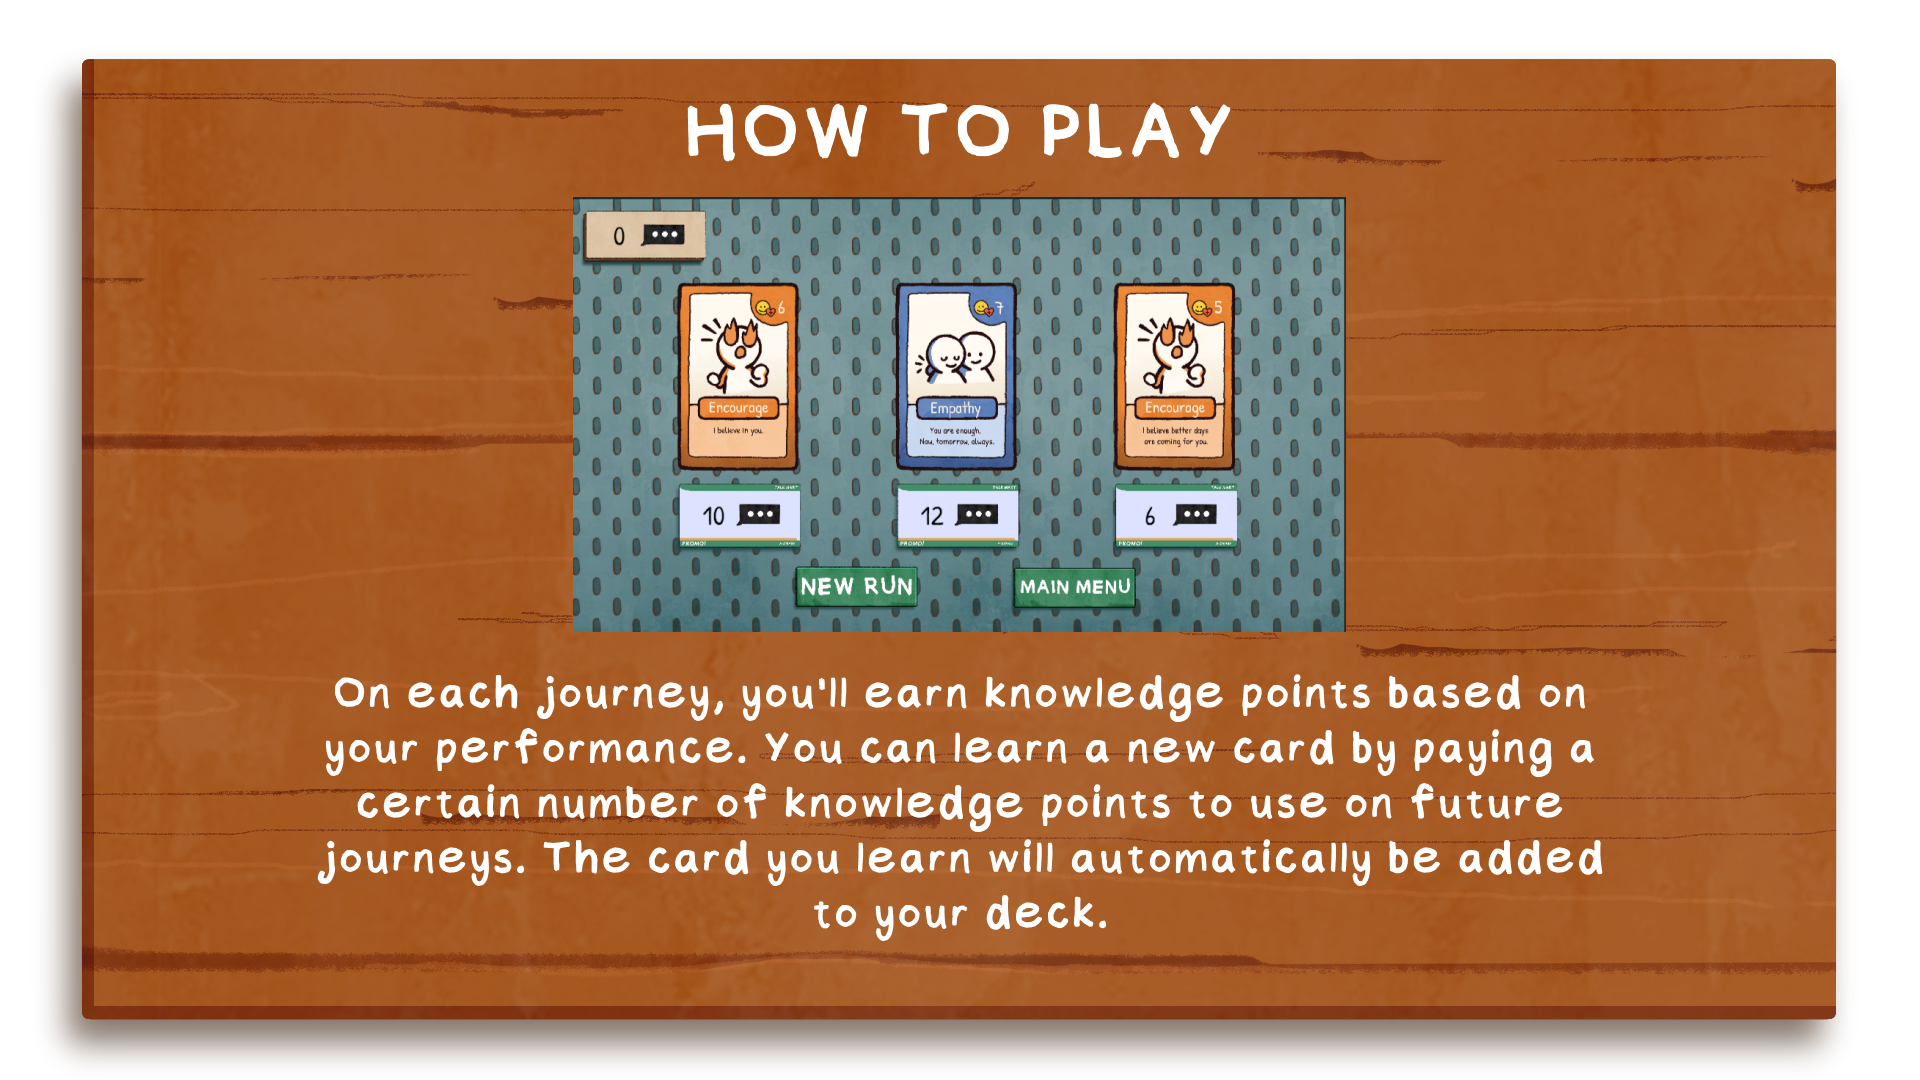 HOW TO PLAY
0
6
7
5
Encourage
Empathy
Encourage
I believe in you.
You are enough.
Now, tomorrow, always.
I believe better days
are coming for you.
10
12
6
PROMO!
PROMO!
PROMO!
NEW RUN
MAIN MENU
On each journey, you'll earn knowledge points based on
your performance. You can learn a new card by paying a
certain number of knowledge points to use on future
journeys. The card you learn will automatically be added
to your deck.